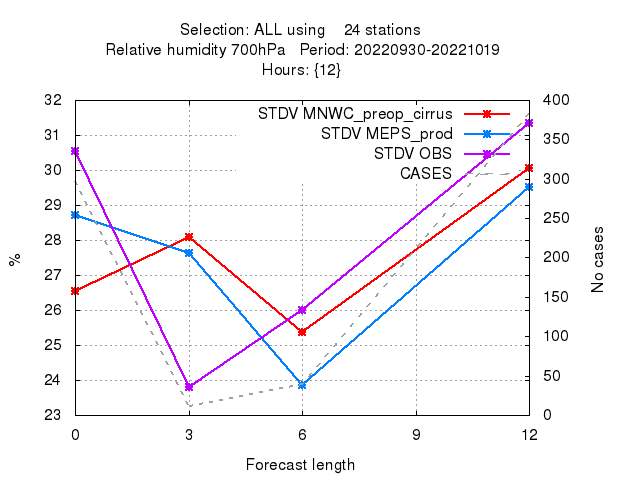 Selection: ALL using    24 stations
Relative humidity 700hPa   Period: 20220930-20221019
Hours: {12}
STDV MNWC_preop_cirrus
STDV MEPS_prod
STDV OBS
CASES
32
31
30
29
28
27
26
25
24
23
%
400
350
300
250
200
150
100
50
0
No cases
0 3 6 9 12
Forecast length